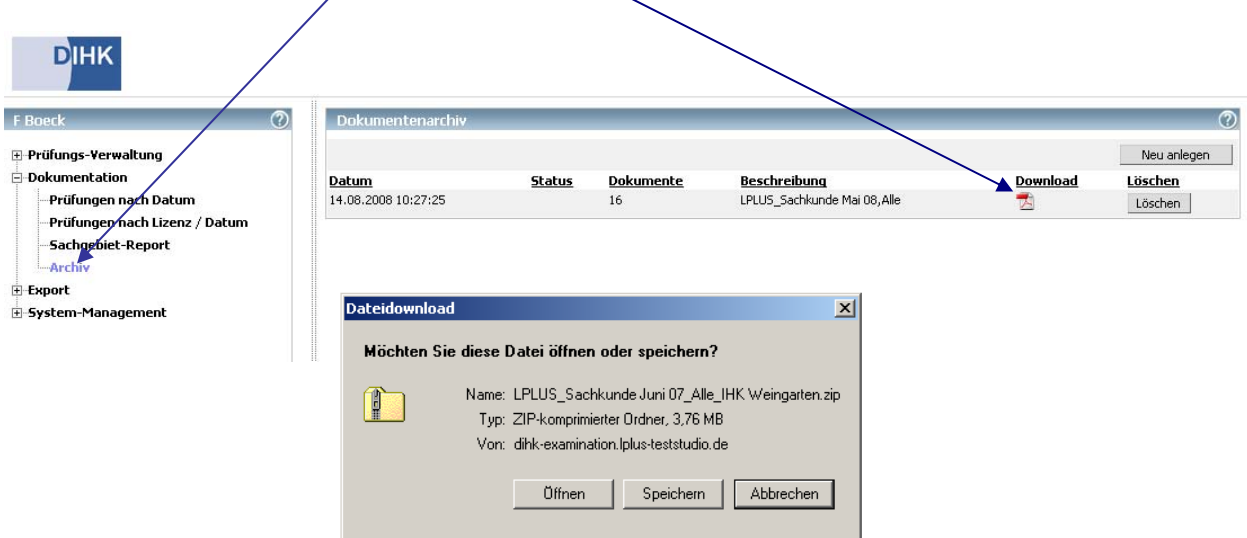 DIHK
F Boeck
Prüfungs-Verwaltung
Dokumentation
Prüfungen nach Datum
Prüfungen nach Lizenz / Datum
Sachgebiet-Report
Archiv
Export
System-Management
Dokumentenarchiv
Neu anlegen
Datum Status Dokumente Beschreibung Download Löschen
14.08.2008 10:27:25 16 LPLUS_Sachkunde Mai 08,Alle Löschen
Dateidownload
Möchten Sie diese Datei öffnen oder speichern?
Name: LPLUS_Sachkunde Juni 07_Alle_IHK Weingarten.zip
Typ: ZIP-komprimierter Ordner, 3,76 MB
Von: dihk-examination.lplus-teststudio.de
Öffnen Speichern Abbrechen